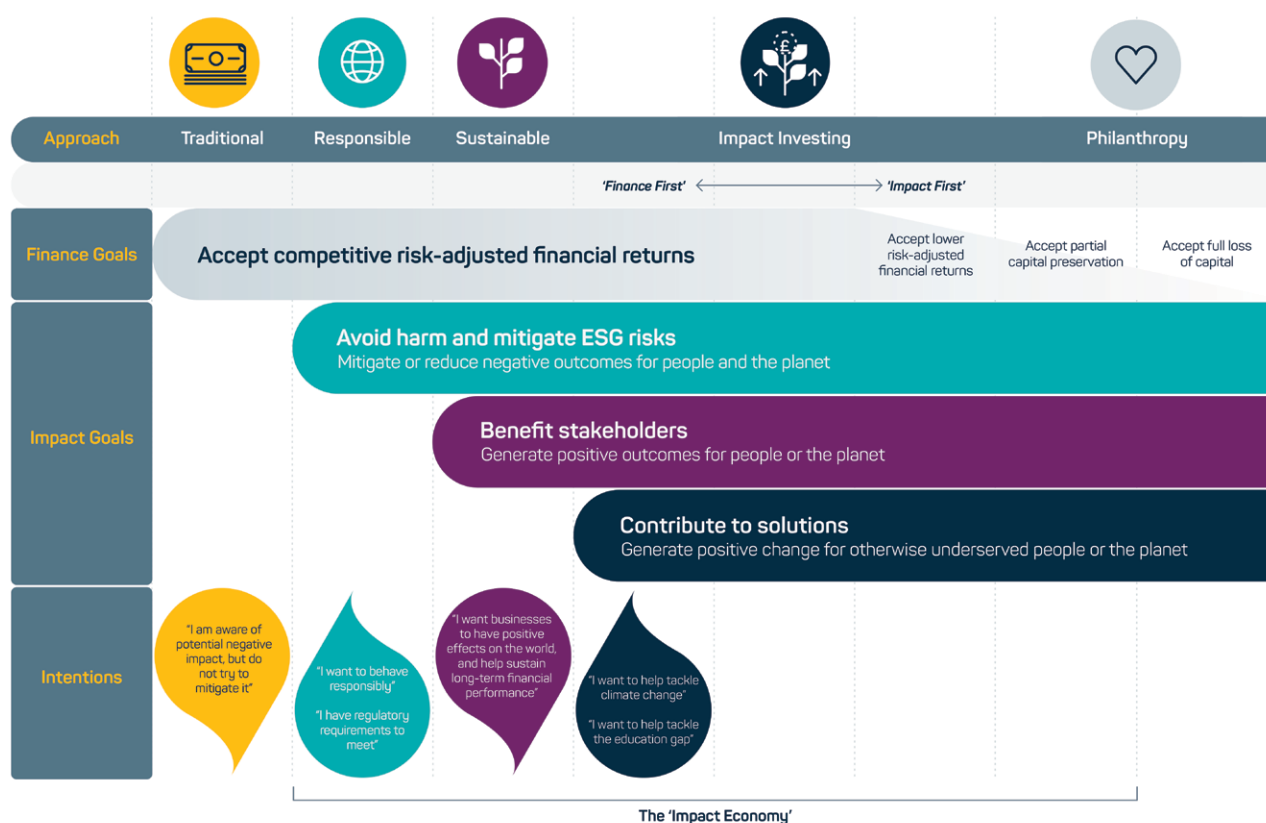 £
Approach
Traditional
Responsible
Sustainable
Impact Investing
Philanthropy
'Finance First'
'Impact First'
Finance Goals
Accept competitive risk-adjusted financial returns
Accept lower
risk-adjusted
financial returns
Accept partial
capital preservation
Accept full loss
of capital
Impact Goals
Avoid harm and mitigate ESG risks
Mitigate or reduce negative outcomes for people and the planet
Benefit stakeholders
Generate positive outcomes for people or the planet
Contribute to solutions
Generate positive change for otherwise underserved people or the planet
Intentions
"I am aware of
potential negative
impact, but do
not try to
mitigate it"
"I want to behave
responsibly"
"I have regulatory
requirements to
meet"
"I want businesses
to have positive
effects on the world,
and help sustain
long-term financial
performance"
"I want to help tackle
climate change"
"I want to help tackle
the education gap"
The 'Impact Economy'